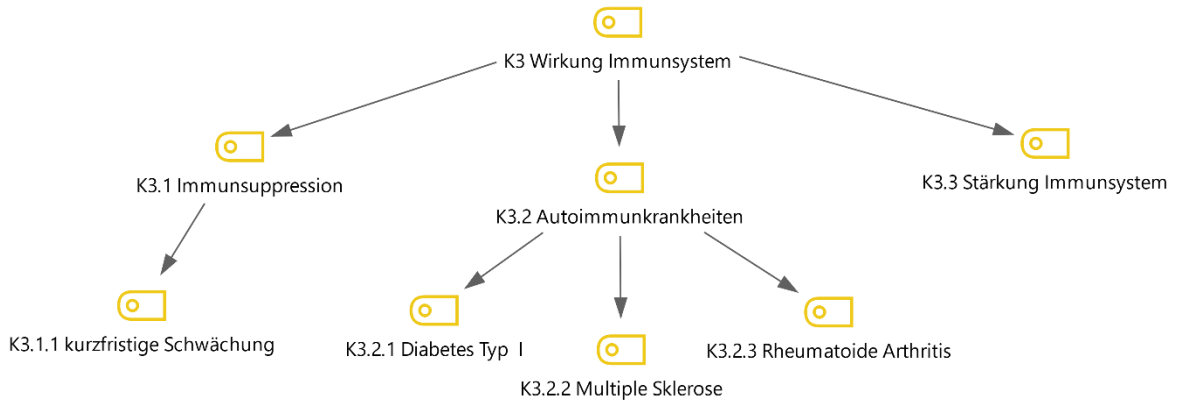 K3 Wirkung Immunsystem
K3.1 Immunsuppression
K3.3 Stärkung Immunsystem
K3.2 Autoimmunkrankheiten
K3.1.1 kurzfristige Schwächung
K3.2.1 Diabetes Typ I
K3.2.3 Rheumatoide Arthritis
K3.2.2 Multiple Sklerose